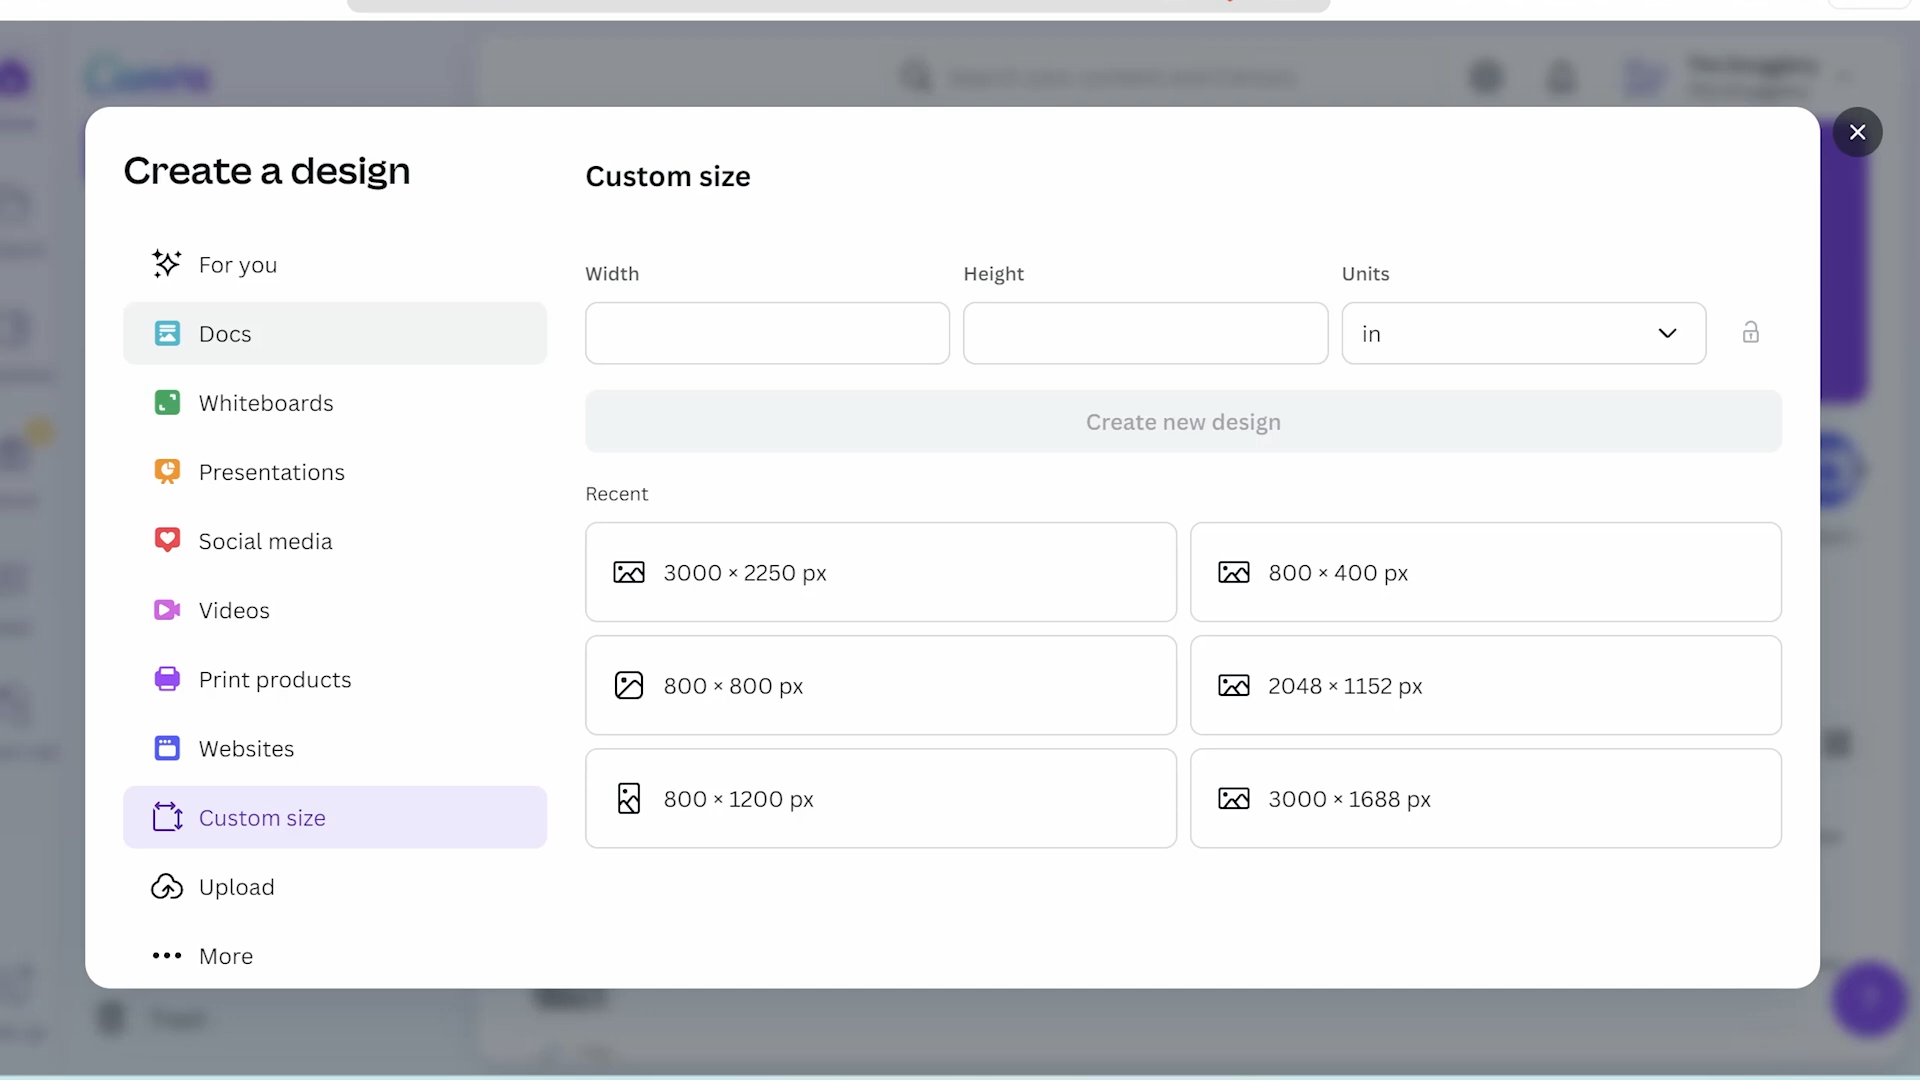 Create a design
For you
Docs
Whiteboards
Presentations
Social media
Videos
Print products
Websites
Custom size
Upload
More
Custom size
Width
Height
Units
in
Create new design
Recent
3000 × 2250 px
800 × 400 px
800 × 800 px
2048 × 1152 px
800 × 1200 px
3000 × 1688 px